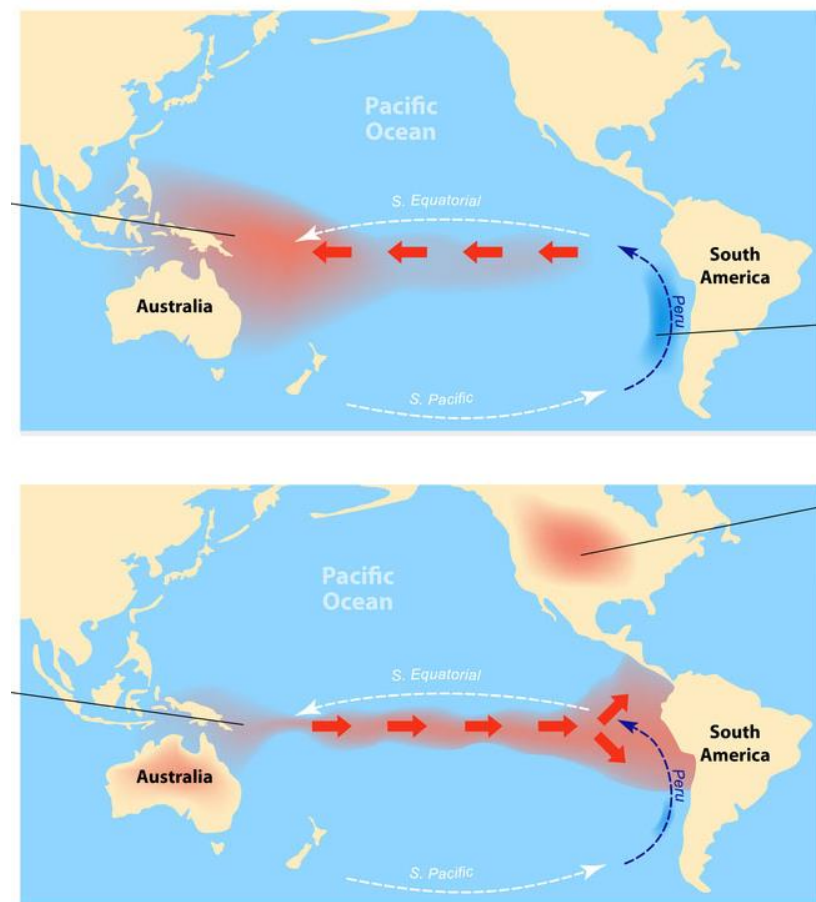 Pacific
Ocean
S. Equatorial
South
America
Australia
Peru
S. Pacific
Pacific
Ocean
S. Equatorial
South
America
Australia
Peru
S. Pacific